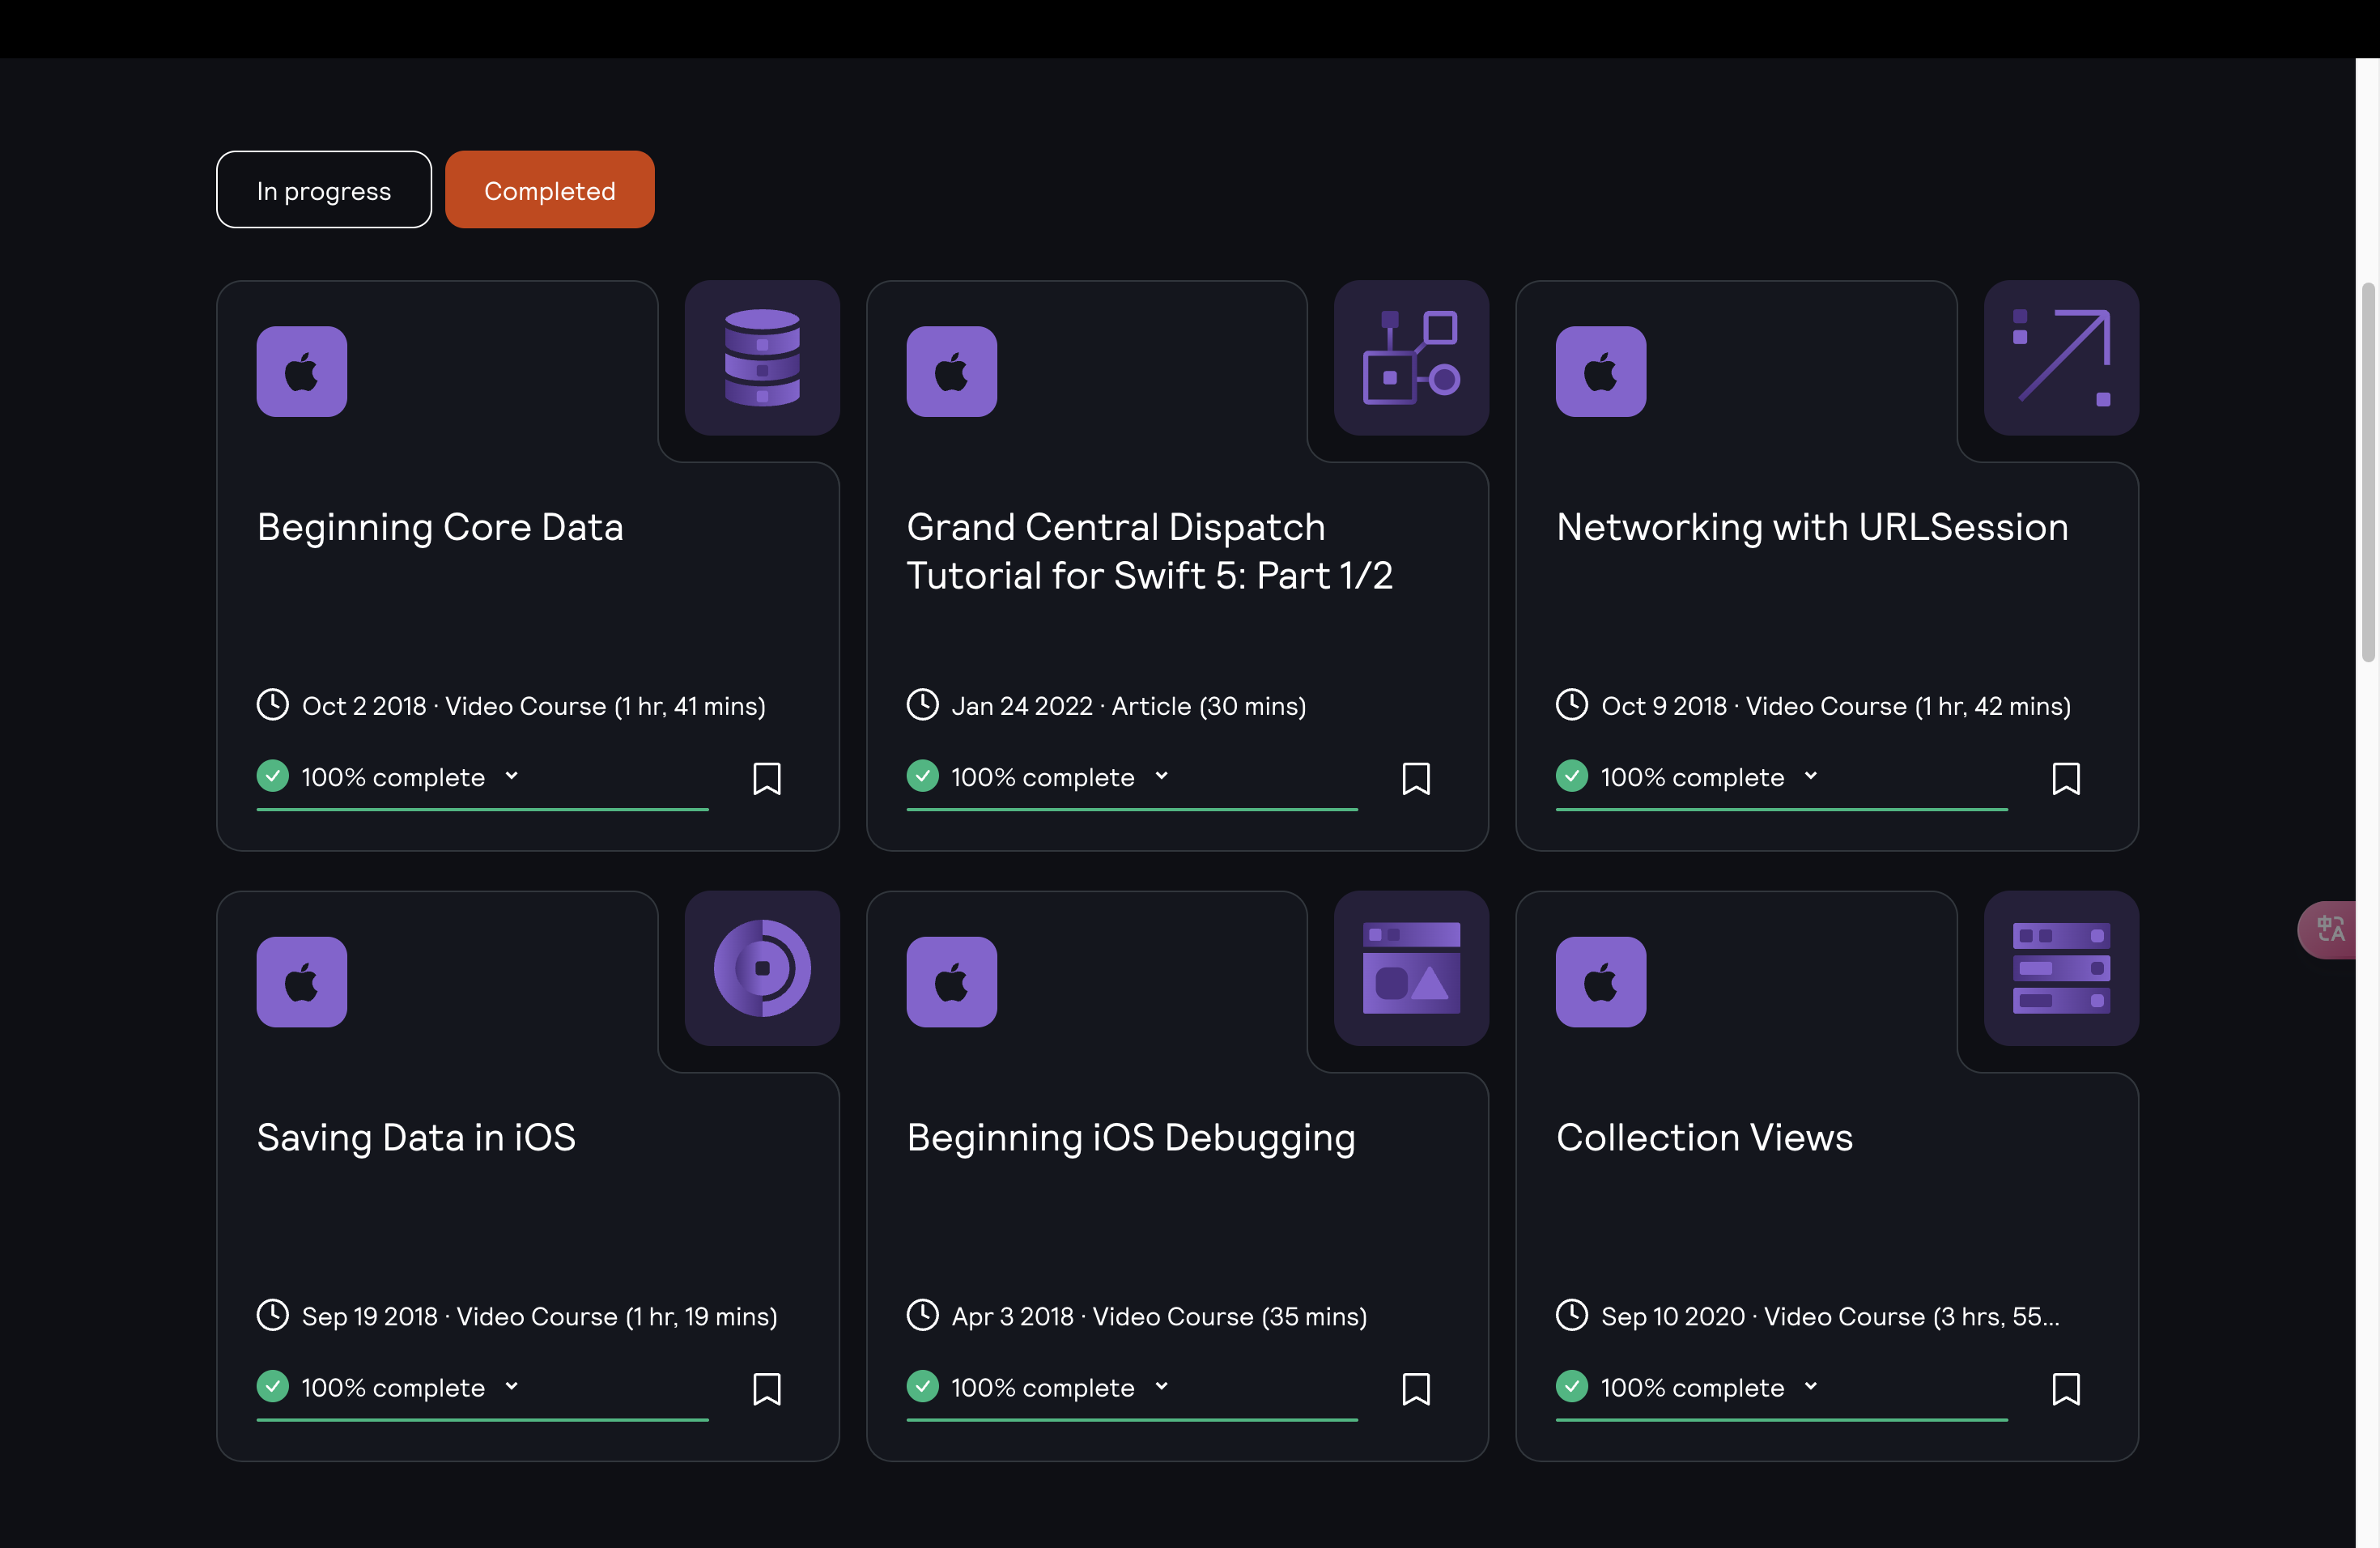 In progress
Completed
Beginning Core Data
Oct 2 2018 · Video Course (1 hr, 41 mins)
100% complete
Grand Central Dispatch
Tutorial for Swift 5: Part 1/2
Jan 24 2022 · Article (30 mins)
100% complete
Networking with URLSession
Oct 9 2018 · Video Course (1 hr, 42 mins)
100% complete
Saving Data in iOS
Sep 19 2018 · Video Course (1 hr, 19 mins)
100% complete
Beginning iOS Debugging
Apr 3 2018 · Video Course (35 mins)
100% complete
Collection Views
Sep 10 2020 · Video Course (3 hrs, 55...
100% complete
中A